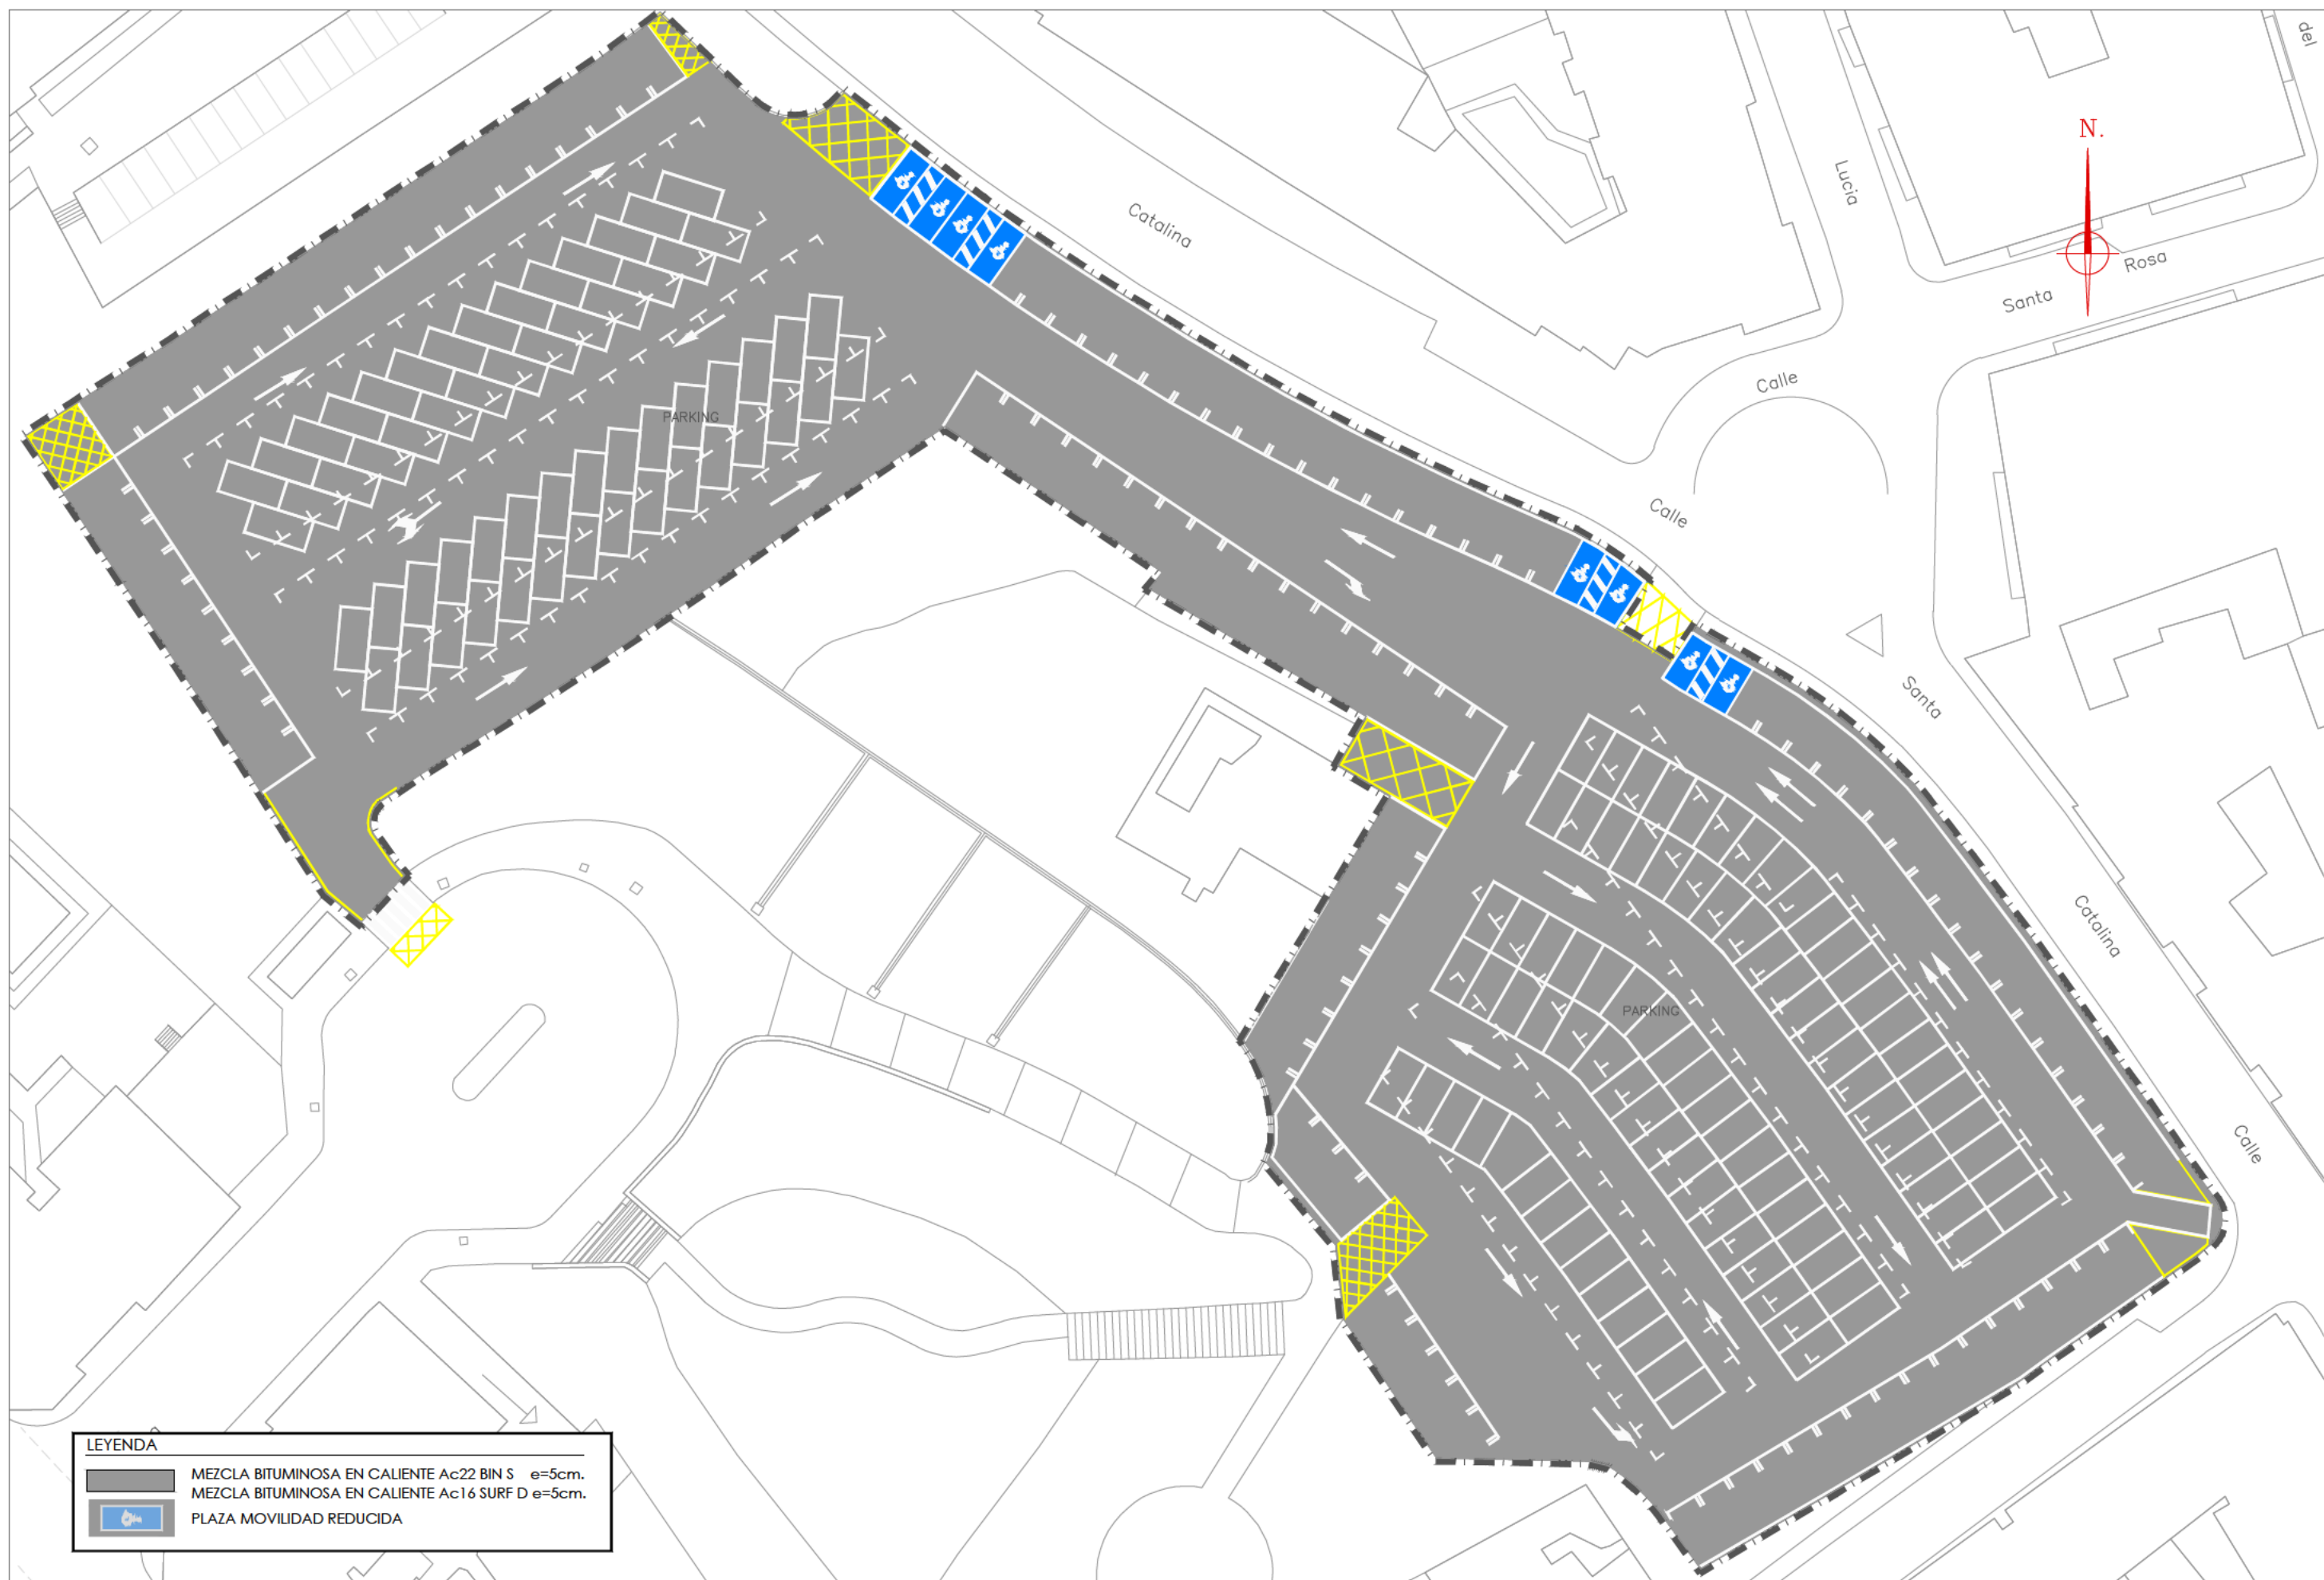 del
N.
Lucia
Catalina
Rosa
Santa
Calle
PARKING
Calle
Santa
Catalina
PARKING
Calle
LEYENDA
MEZCLA BITUMINOSA EN CALIENTE Ac22 BIN S e=5cm.
MEZCLA BITUMINOSA EN CALIENTE Ac16 SURF D e=5cm.
PLAZA MOVILIDAD REDUCIDA